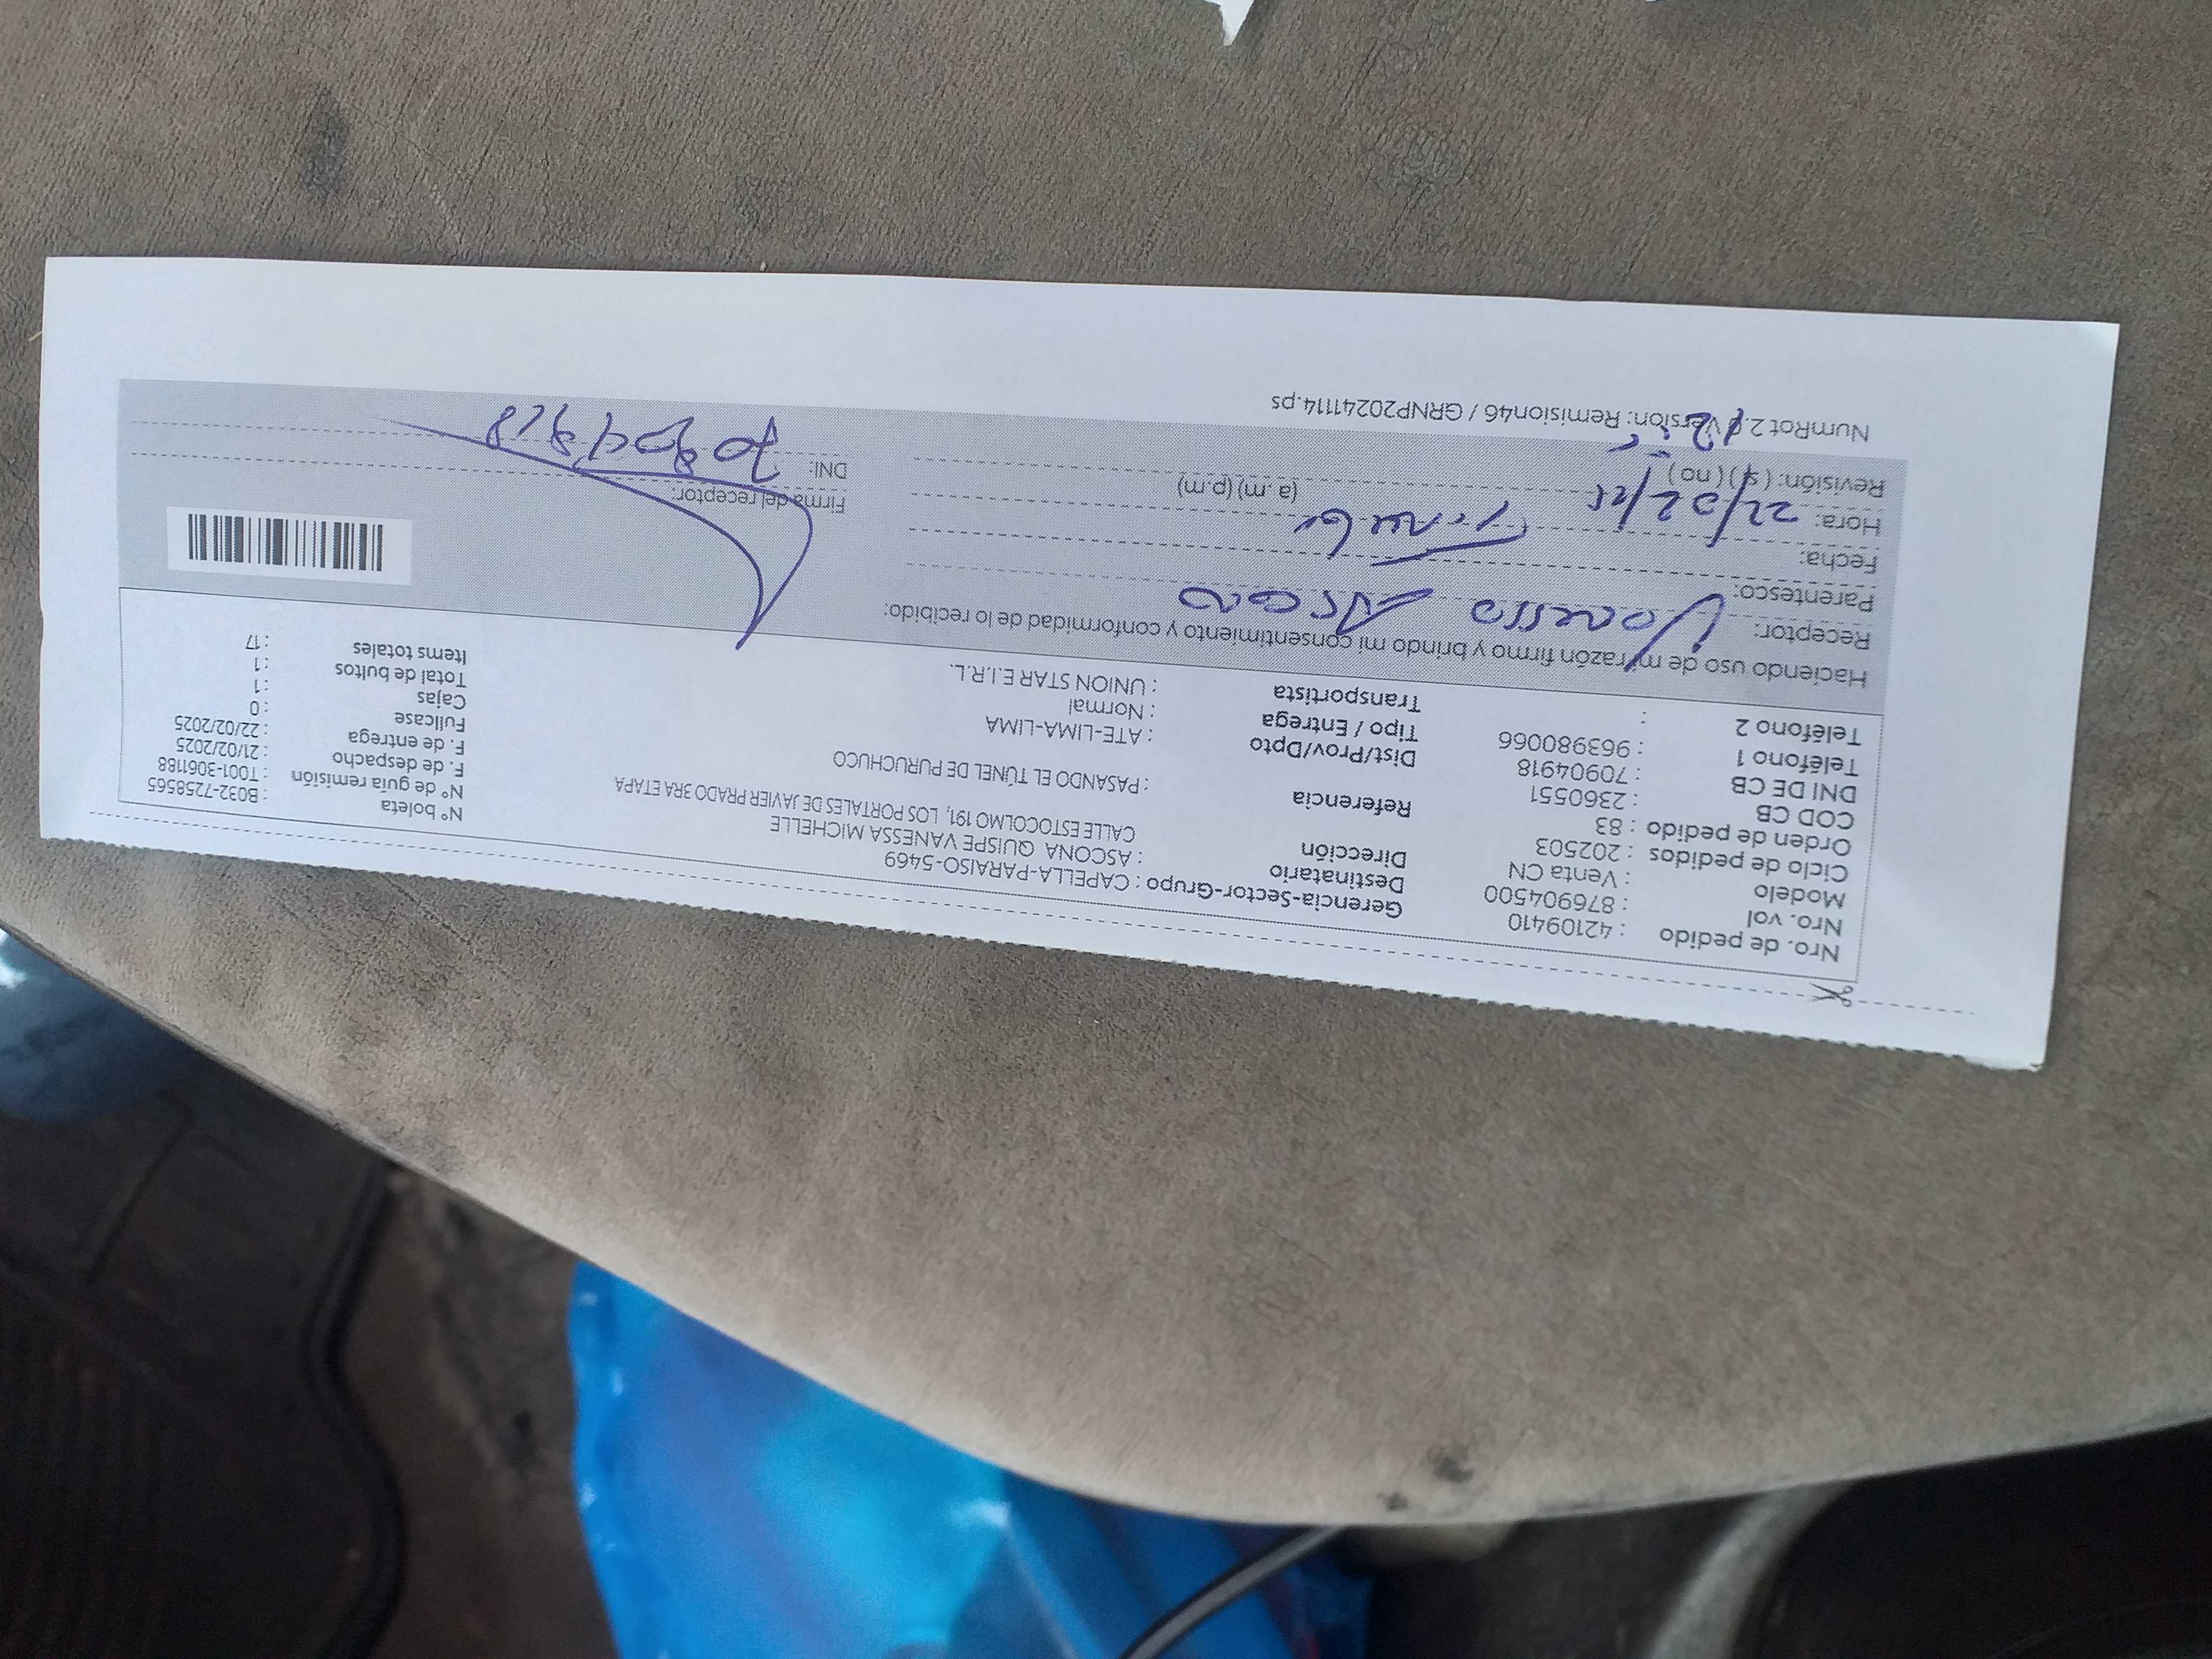 Nro. de pedido : 42109410
Nro. vol : 876904500
Modelo : Venta CN
Ciclo de pedidos : 202503
Orden de pedido : 83
COD CB : 2360551
DNI DE CB : 70904918
Teléfono 1 : 963980066
Teléfono 2 :
Gerencia-Sector-Grupo : CAPELLA-PARAISO-5469
Destinatario : ASCONA QUISPE VANESSA MICHELLE
Dirección CALLE ESTOCOLMO 191, LOS PORTALES DE JAVIER PRADO 3RA ETAPA
Referencia : PASANDO EL TÚNEL DE PURUCHUCO
Dist/Prov/Dpto : ATE-LIMA-LIMA
Tipo / Entrega : Normal
Transportista : UNION STAR E.I.R.L.
N° boleta : B032-7258565
N° de guía remisión : T001-3061188
F. de despacho : 21/02/2025
F. de entrega : 22/02/2025
Fullcase : 0
Cajas : 1
Total de bultos : 1
Items totales : 17
Haciendo uso de mi razón firmo y brindo mi consentimiento y conformidad de lo recibido:
Receptor: Vanessa Ascona
Parentesco: Titular
Fecha: 22/02/25
Hora: (a.m) (p.m)
Revisión: (si) (no)
Firma del receptor:
DNI: 70904918
NumRot 2. Versión: Remision46 / GRNP20241114.ps